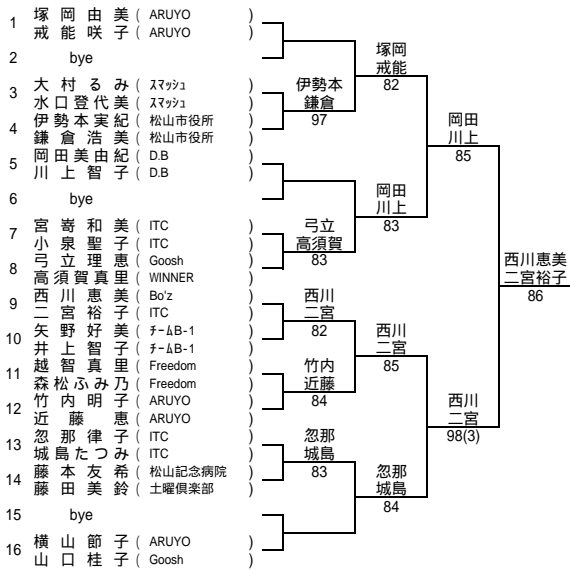 1 塚岡由美 ( ARUYO )
戒能咲子 ( ARUYO )
2 bye
3 大村るみ ( スマッシュ )
水口登代美 ( スマッシュ )
4 伊勢本実紀 ( 松山市役所 )
鎌倉浩美 ( 松山市役所 )
5 岡田美由紀 ( D.B )
川上智子 ( D.B )
6 bye
7 宮嵜和美 ( ITC )
小泉聖子 ( ITC )
8 弓立理恵 ( Goosh )
高須賀真里 ( WINNER )
9 西川恵美 ( Bo'z )
二宮裕子 ( ITC )
10 矢野好美 ( チームB-1 )
井上智子 ( チームB-1 )
11 越智真里 ( Freedom )
森松ふみ乃 ( Freedom )
12 竹内明子 ( ARUYO )
近藤恵 ( ARUYO )
13 忽那律子 ( ITC )
城島たつみ ( ITC )
14 藤本友希 ( 松山記念病院 )
藤田美鈴 ( 土曜倶楽部 )
15 bye
16 横山節子 ( ARUYO )
山口桂子 ( Goosh )
伊勢本
鎌倉
97
弓立
高須賀
83
西川
二宮
82
竹内
近藤
84
忽那
城島
83
塚岡
戒能
82
岡田
川上
83
西川
二宮
85
忽那
城島
84
岡田
川上
85
西川
二宮
98(3)
西川恵美
二宮裕子
86